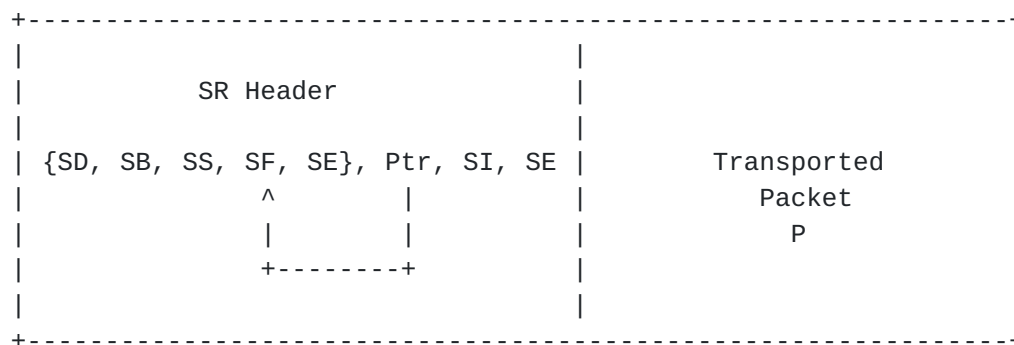 SR Header
{SD, SB, SS, SF, SE}, Ptr, SI, SE
Transported
Packet
P